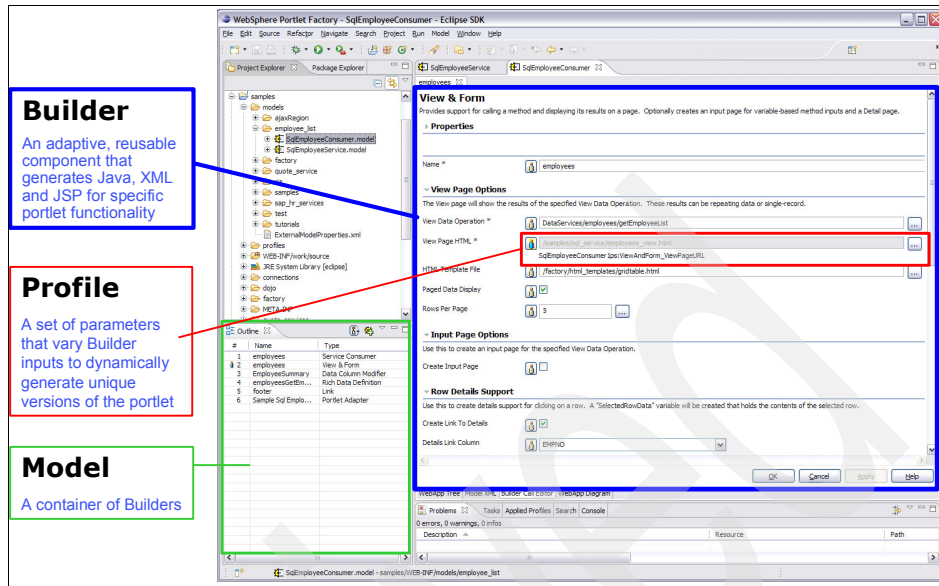 WebSphere Portlet Factory - SqlEmployeeConsumer - Eclipse SDK
File Edit Source Refactor Navigate Search Project Run Model Window Help
Project Explorer Package Explorer
SqlEmployeeService SqlEmployeeConsumer
employees
Builder
An adaptive, reusable
component that
generates Java, XML
and JSP for specific
portlet functionality
Profile
A set of parameters
that vary Builder
inputs to dynamically
generate unique
versions of the portlet
Model
A container of Builders
samples
models
ajaxRegion
employee_list
SqlEmployeeConsumer.model
SqlEmployeeService.model
factory
quote_service
samples
sap_hr_services
test
tutorials
ExternalModelProperties.xml
profiles
WEB-INF/work/source
JRE System Library [eclipse]
connections
dojo
factory
META-INF
Outline
# Name Type
1 employees Service Consumer
2 employees View & Form
3 EmployeeSummary Data Column Modifier
4 employeesGetEm... Rich Data Definition
5 footer Link
6 Sample Sql Emplo... Portlet Adapter
View & Form
Provides support for calling a method and displaying its results on a page. Optionally creates an input page for variable-based method inputs and a Detail page.
Properties
Name * employees
View Page Options
The View page will show the results of the specified View Data Operation. These results can be repeating data or single-record.
View Data Operation * DataServices/employees/getEmployeeList ...
View Page HTML * /samples/sql_service/employees_view.html ...
SqlEmployeeConsumer 1ps:ViewAndForm_ViewPageURL
HTML Template File /factory/html_templates/gridtable.html ...
Paged Data Display
Rows Per Page 5 ...
Input Page Options
Use this to create an input page for the specified View Data Operation.
Create Input Page
Row Details Support
Use this to create details support for clicking on a row. A "SelectedRowData" variable will be created that holds the contents of the selected row.
Create Link To Details
Details Link Column EMPNO
OK Cancel Apply Help
WebApp Tree Model XML Builder Call Editor WebApp Diagram
Problems Tasks Applied Profiles Search Console
0 errors, 0 warnings, 0 infos
Description Resource Path
SqlEmployeeConsumer.model - samples/WEB-INF/models/employee_list